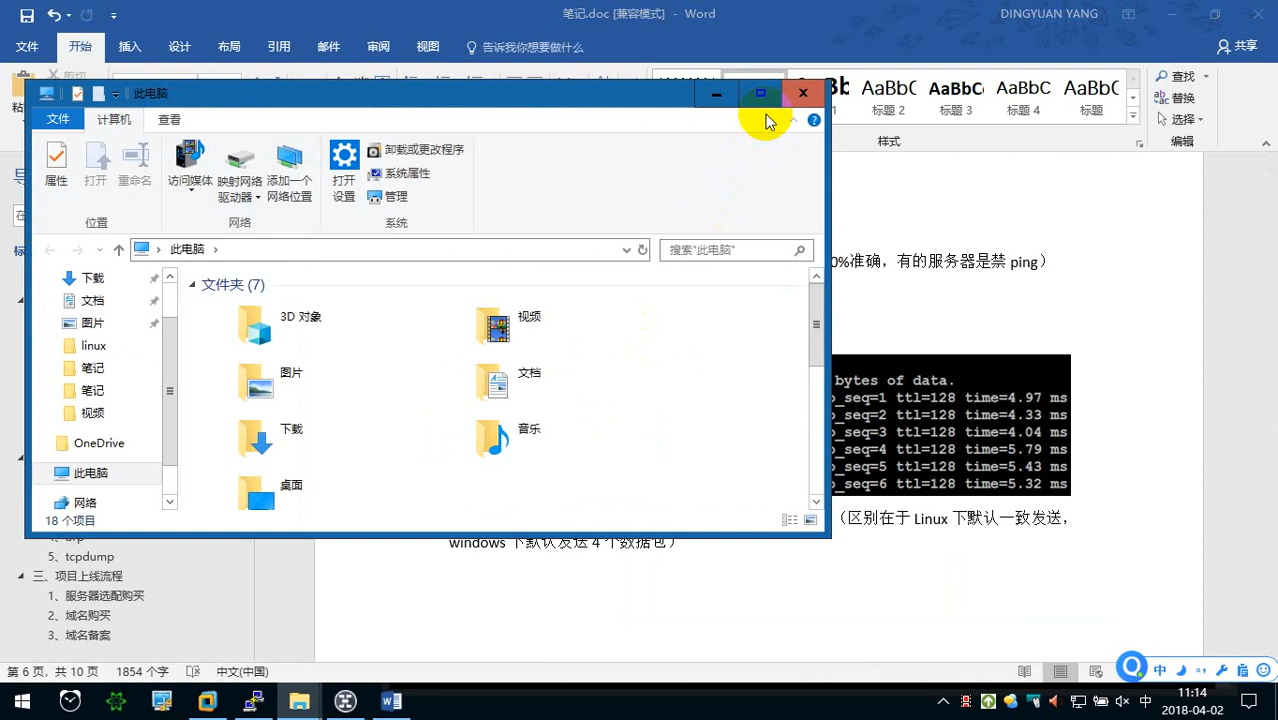 笔记.doc [兼容模式] - Word
DINGYUAN YANG
文件 开始 插入 设计 布局 引用 邮件 审阅 视图 告诉我你想要做什么 共享
AaBbC AaBbC AaBbC AaBbC
标题 2 标题 3 标题 4 标题 5
查找
替换
选择
样式 编辑
此电脑
文件 计算机 查看
属性 打开 重命名
访问媒体 映射网络驱动器 添加一个网络位置
打开设置
卸载或更改程序
系统属性
管理
位置 网络 系统
此电脑
搜索"此电脑"
下载
文档
图片
linux
笔记
笔记
视频
OneDrive
此电脑
网络
文件夹 (7)
3D 对象 视频
图片 文档
下载 音乐
桌面
18 个项目
0%准确，有的服务器是禁 ping）
bytes of data.
_seq=1 ttl=128 time=4.97 ms
_seq=2 ttl=128 time=4.33 ms
_seq=3 ttl=128 time=4.04 ms
_seq=4 ttl=128 time=5.79 ms
_seq=5 ttl=128 time=5.43 ms
_seq=6 ttl=128 time=5.32 ms
（区别在于 Linux 下默认一致发送，
windows 下默认发送 4 个数据包）
5、tcpdump
三、项目上线流程
1、服务器选配购买
2、域名购买
3、域名备案
第 6 页，共 10 页 1854 个字 中文(中国)
中
中 11:14
2018-04-02